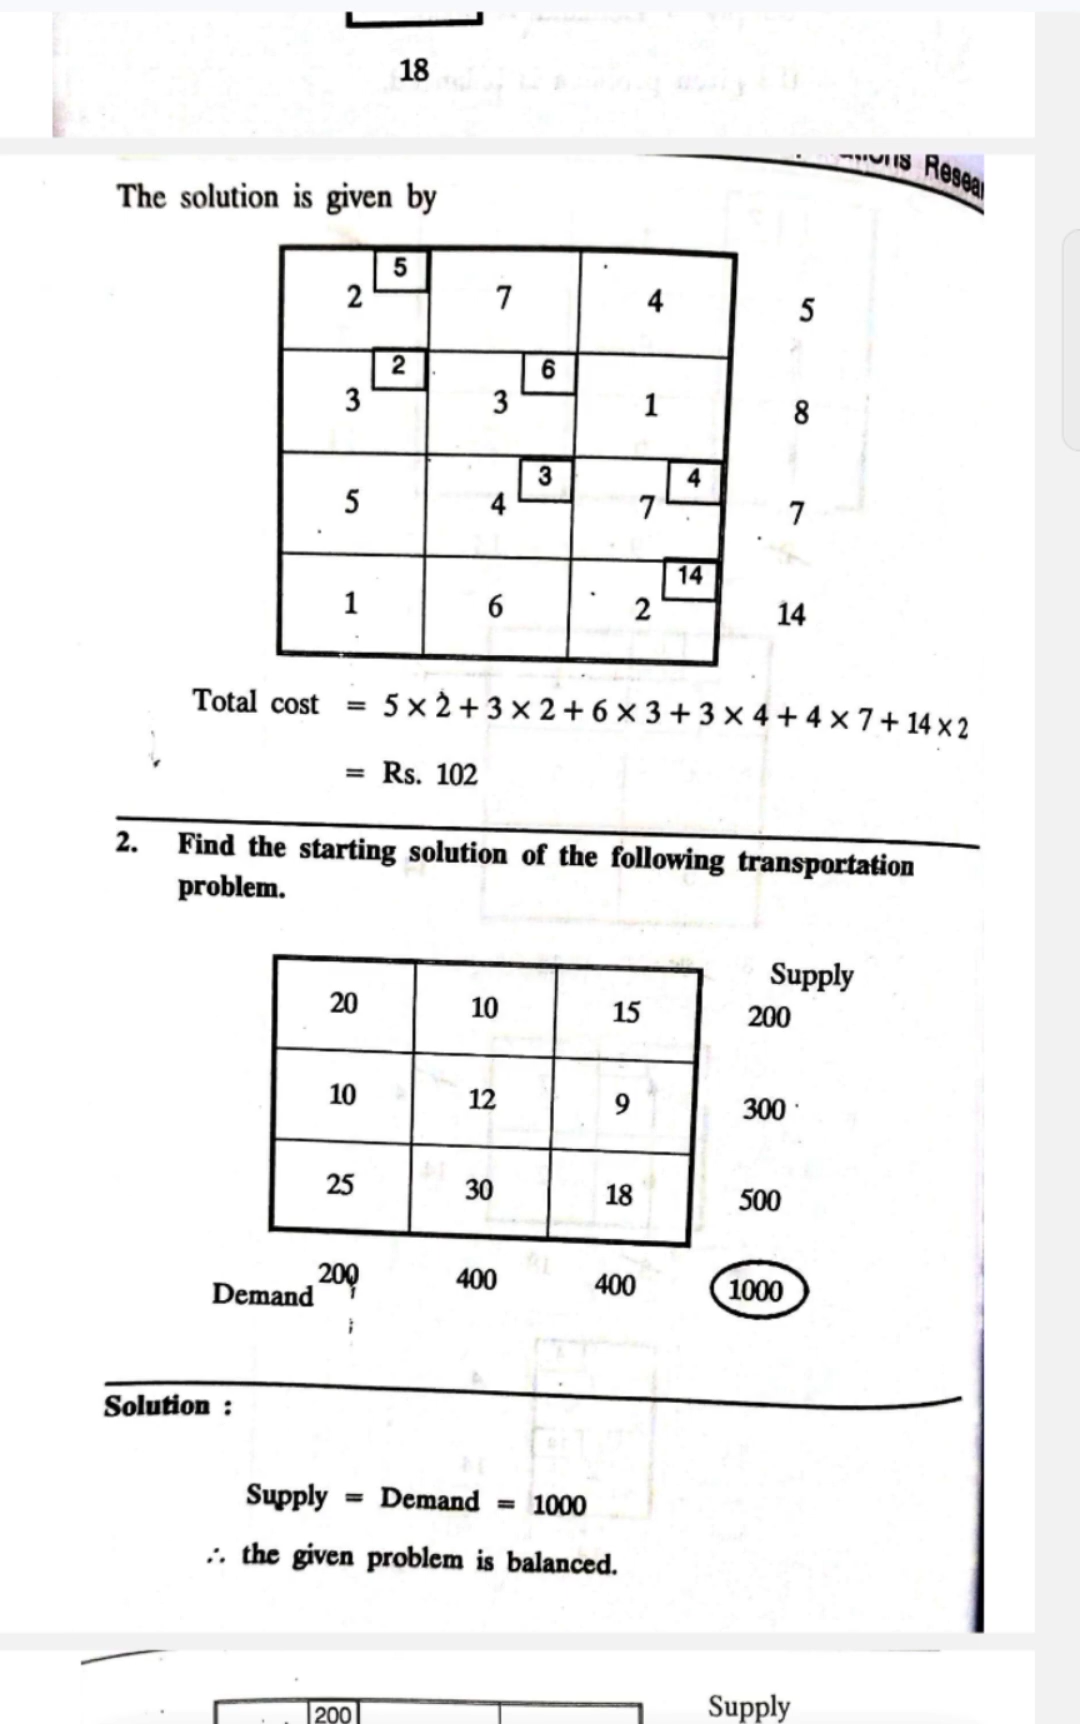 18
Resear
The solution is given by
2 5 7 4 5
3 2 3 6 1 8
5 4 3 7 4 7
1 6 2 14 14
Total cost = 5 × 2 + 3 × 2 + 6 × 3 + 3 × 4 + 4 × 7 + 14 × 2
= Rs. 102
2. Find the starting solution of the following transportation
problem.
Supply
20 10 15 200
10 12 9 300
25 30 18 500
Demand 200 400 400 1000
Solution :
Supply = Demand = 1000
∴ the given problem is balanced.
200 Supply